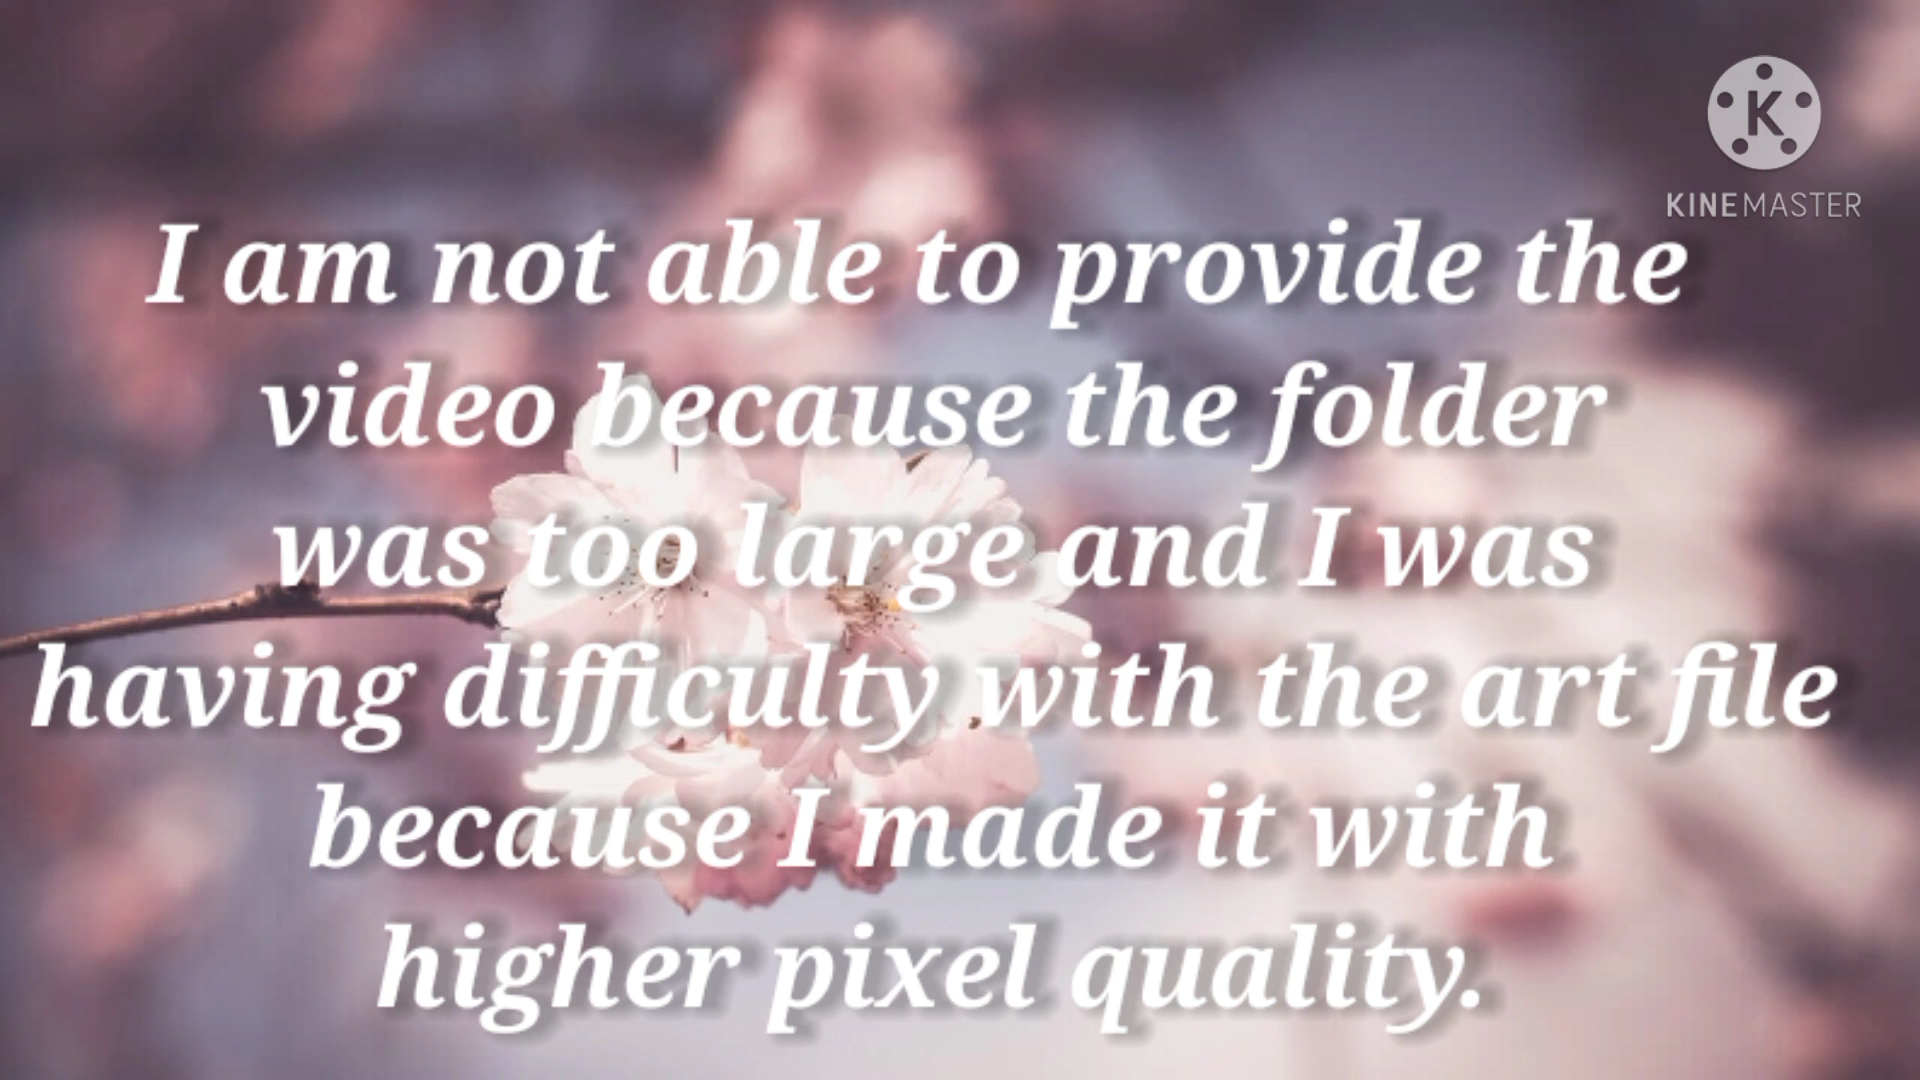 K
KINEMASTER
I am not able to provide the
video because the folder
was too large and I was
having difficulty with the art file
because I made it with
higher pixel quality.